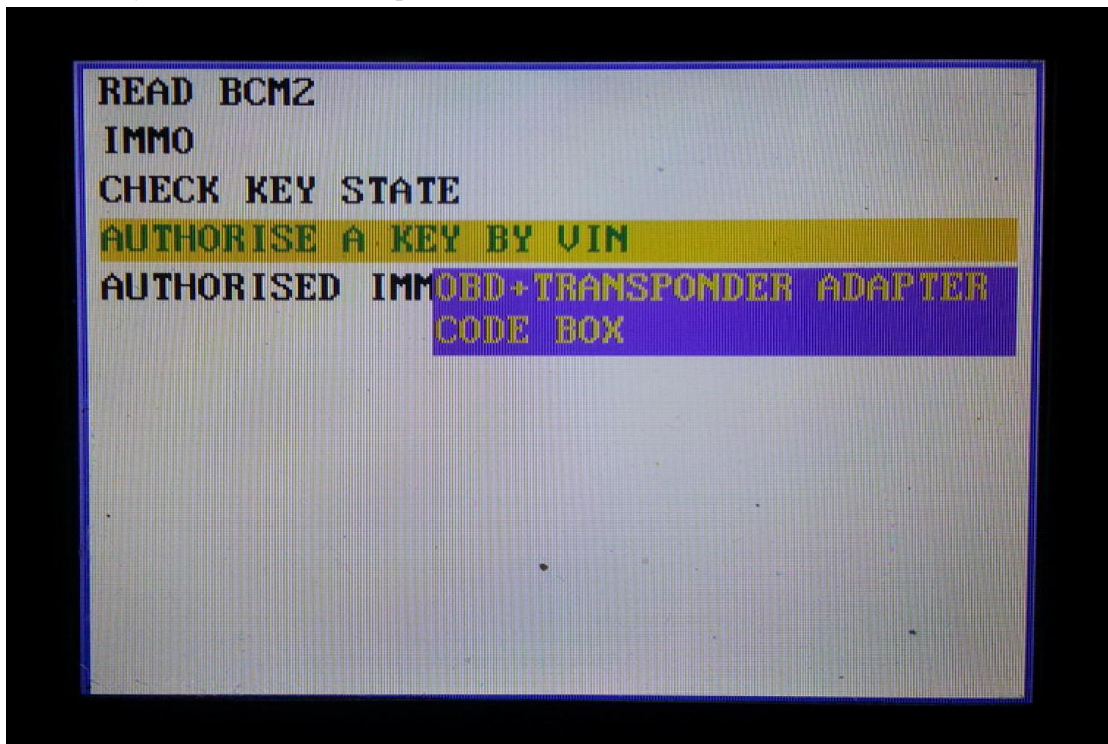 READ BCM2
IMMO
CHECK KEY STATE
AUTHORISE A KEY BY VIN
AUTHORISED IMM
OBD+TRANSPONDER ADAPTER
CODE BOX